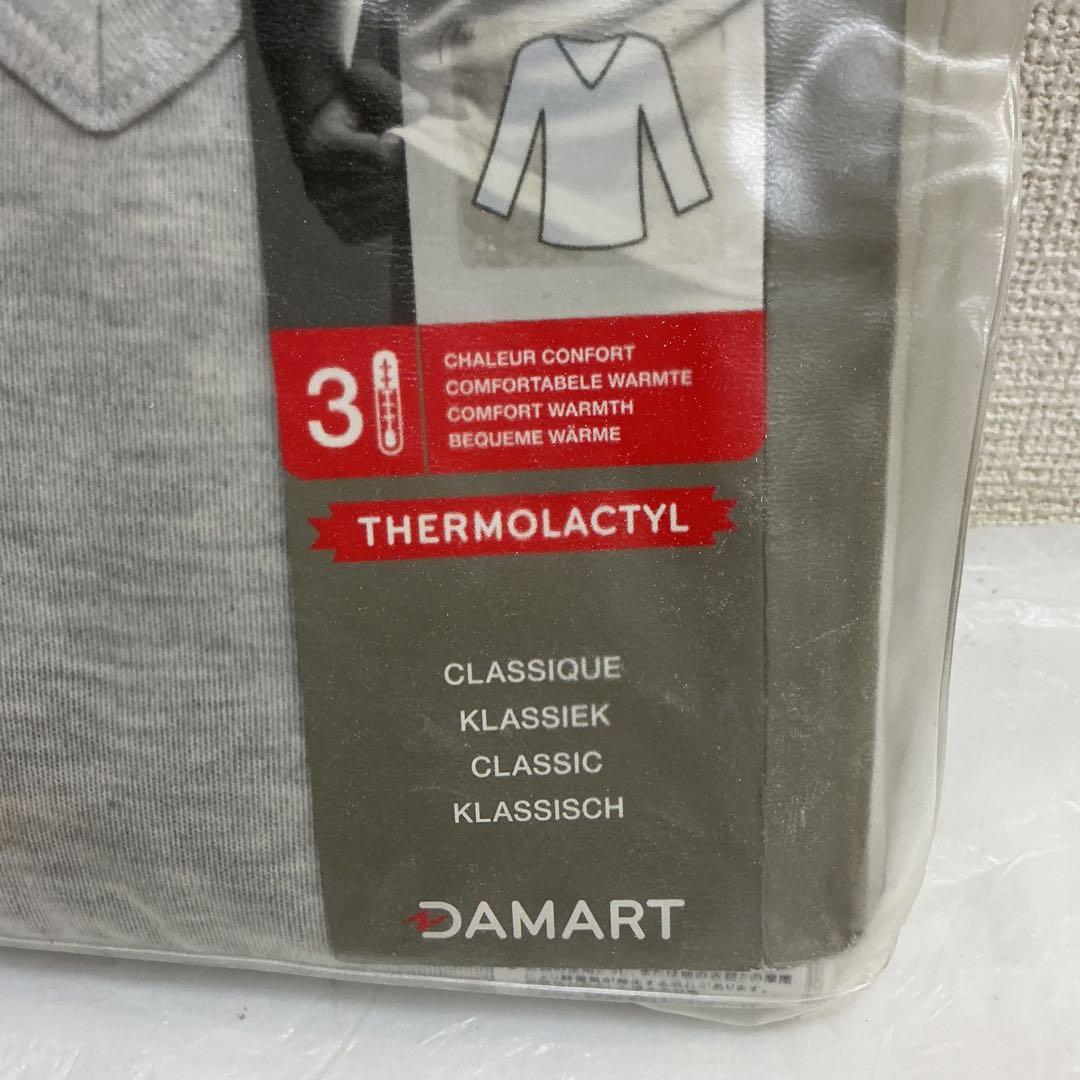 3
CHALEUR CONFORT
COMFORTABELE WARMTE
COMFORT WARMTH
BEQUEME WÄRME
THERMOLACTYL
CLASSIQUE
KLASSIEK
CLASSIC
KLASSISCH
DAMART